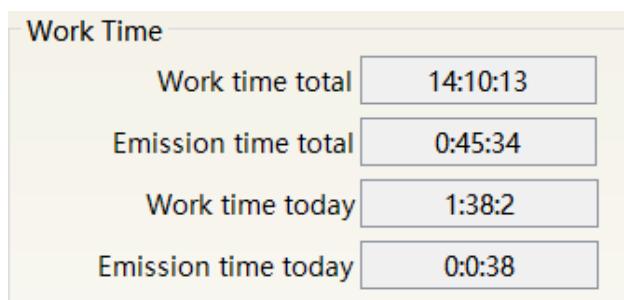 Work Time
Work time total 14:10:13
Emission time total 0:45:34
Work time today 1:38:2
Emission time today 0:0:38